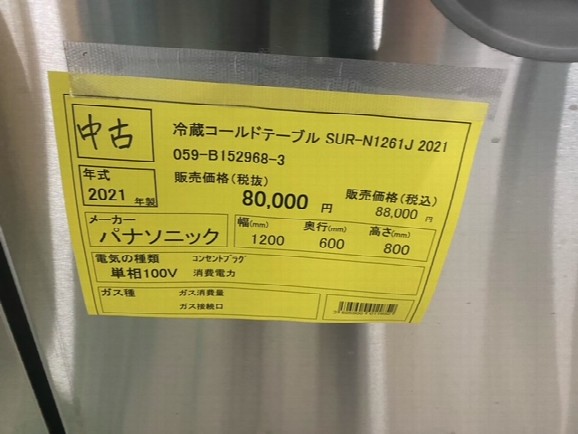 中古
冷蔵コールドテーブル SUR-N1261J 2021
059-B152968-3
年式
2021 年製
販売価格(税抜)
80,000 円
販売価格(税込)
88,000 円
メーカー
パナソニック
幅(mm) 奥行(mm) 高さ(mm)
1200 600 800
電気の種類 コンセントプラグ
単相100V 消費電力
ガス種 ガス消費量
ガス接続口